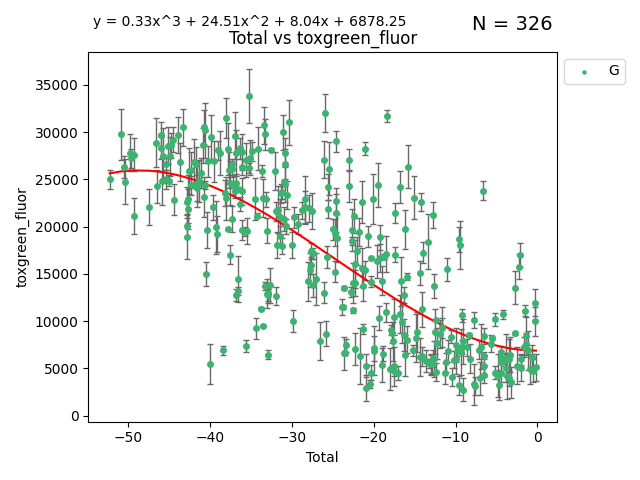 y = 0.33x^3 + 24.51x^2 + 8.04x + 6878.25
N = 326
Total vs toxgreen_fluor
G
35000
30000
25000
20000
15000
10000
5000
0
toxgreen_fluor
−50 −40 −30 −20 −10 0
Total